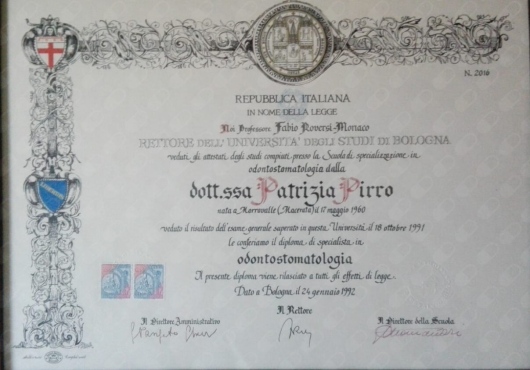 N. 2016
REPUBBLICA ITALIANA
IN NOME DELLA LEGGE
Noi Professore Fabio Roversi-Monaco
RETTORE DELL'UNIVERSITA' DEGLI STUDI DI BOLOGNA
veduti gli attestati degli studi compiuti presso la Scuola di specializzazione in
odontostomatologia dalla
dott.ssa Patrizia Pirro
nata a Morrovalle (Macerata) il 17 maggio 1960
veduto il risultato dell'esame generale superato in questa Università il 18 ottobre 1991
le conferiamo il diploma di specialista in
odontostomatologia
Il presente diploma viene rilasciato a tutti gli effetti di legge
Dato a Bologna, il 24 gennaio 1992
Il Rettore
Il Direttore Amministrativo
Il Direttore della Scuola